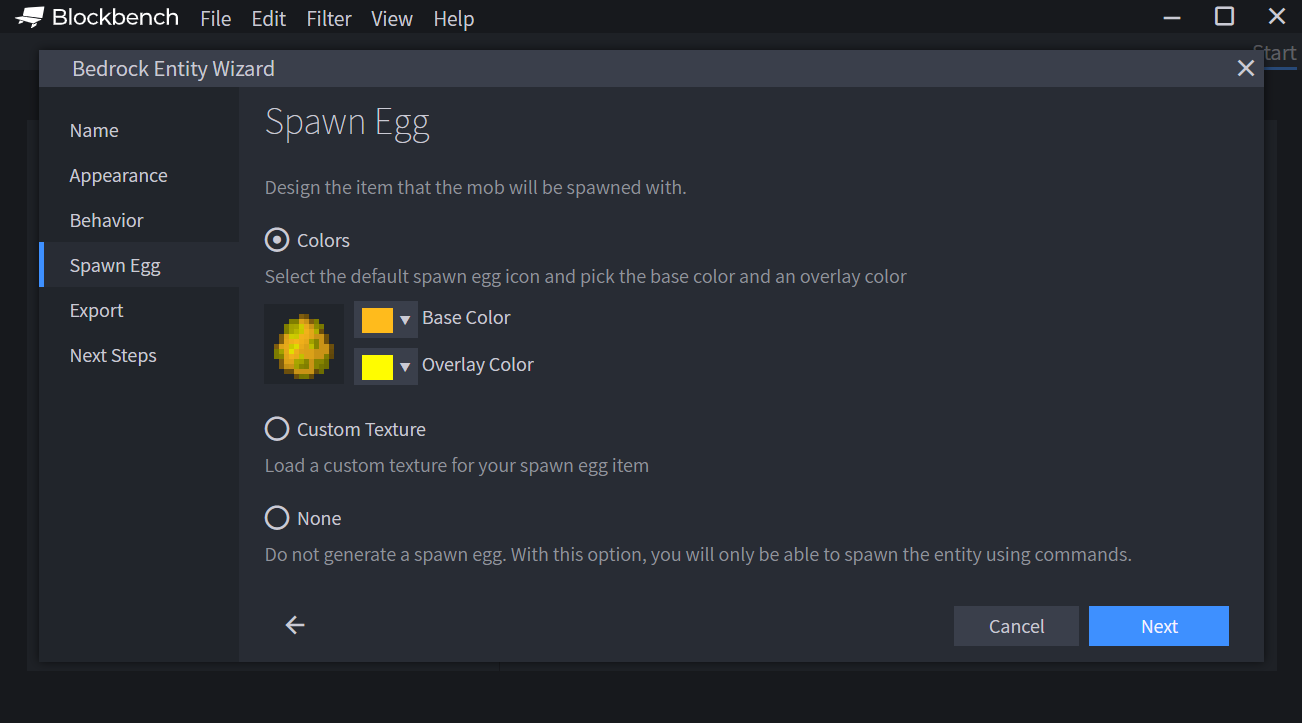 Blockbench File Edit Filter View Help
Start
Bedrock Entity Wizard
Name
Appearance
Behavior
Spawn Egg
Export
Next Steps
Spawn Egg
Design the item that the mob will be spawned with.
Colors
Select the default spawn egg icon and pick the base color and an overlay color
Base Color
Overlay Color
Custom Texture
Load a custom texture for your spawn egg item
None
Do not generate a spawn egg. With this option, you will only be able to spawn the entity using commands.
Cancel Next